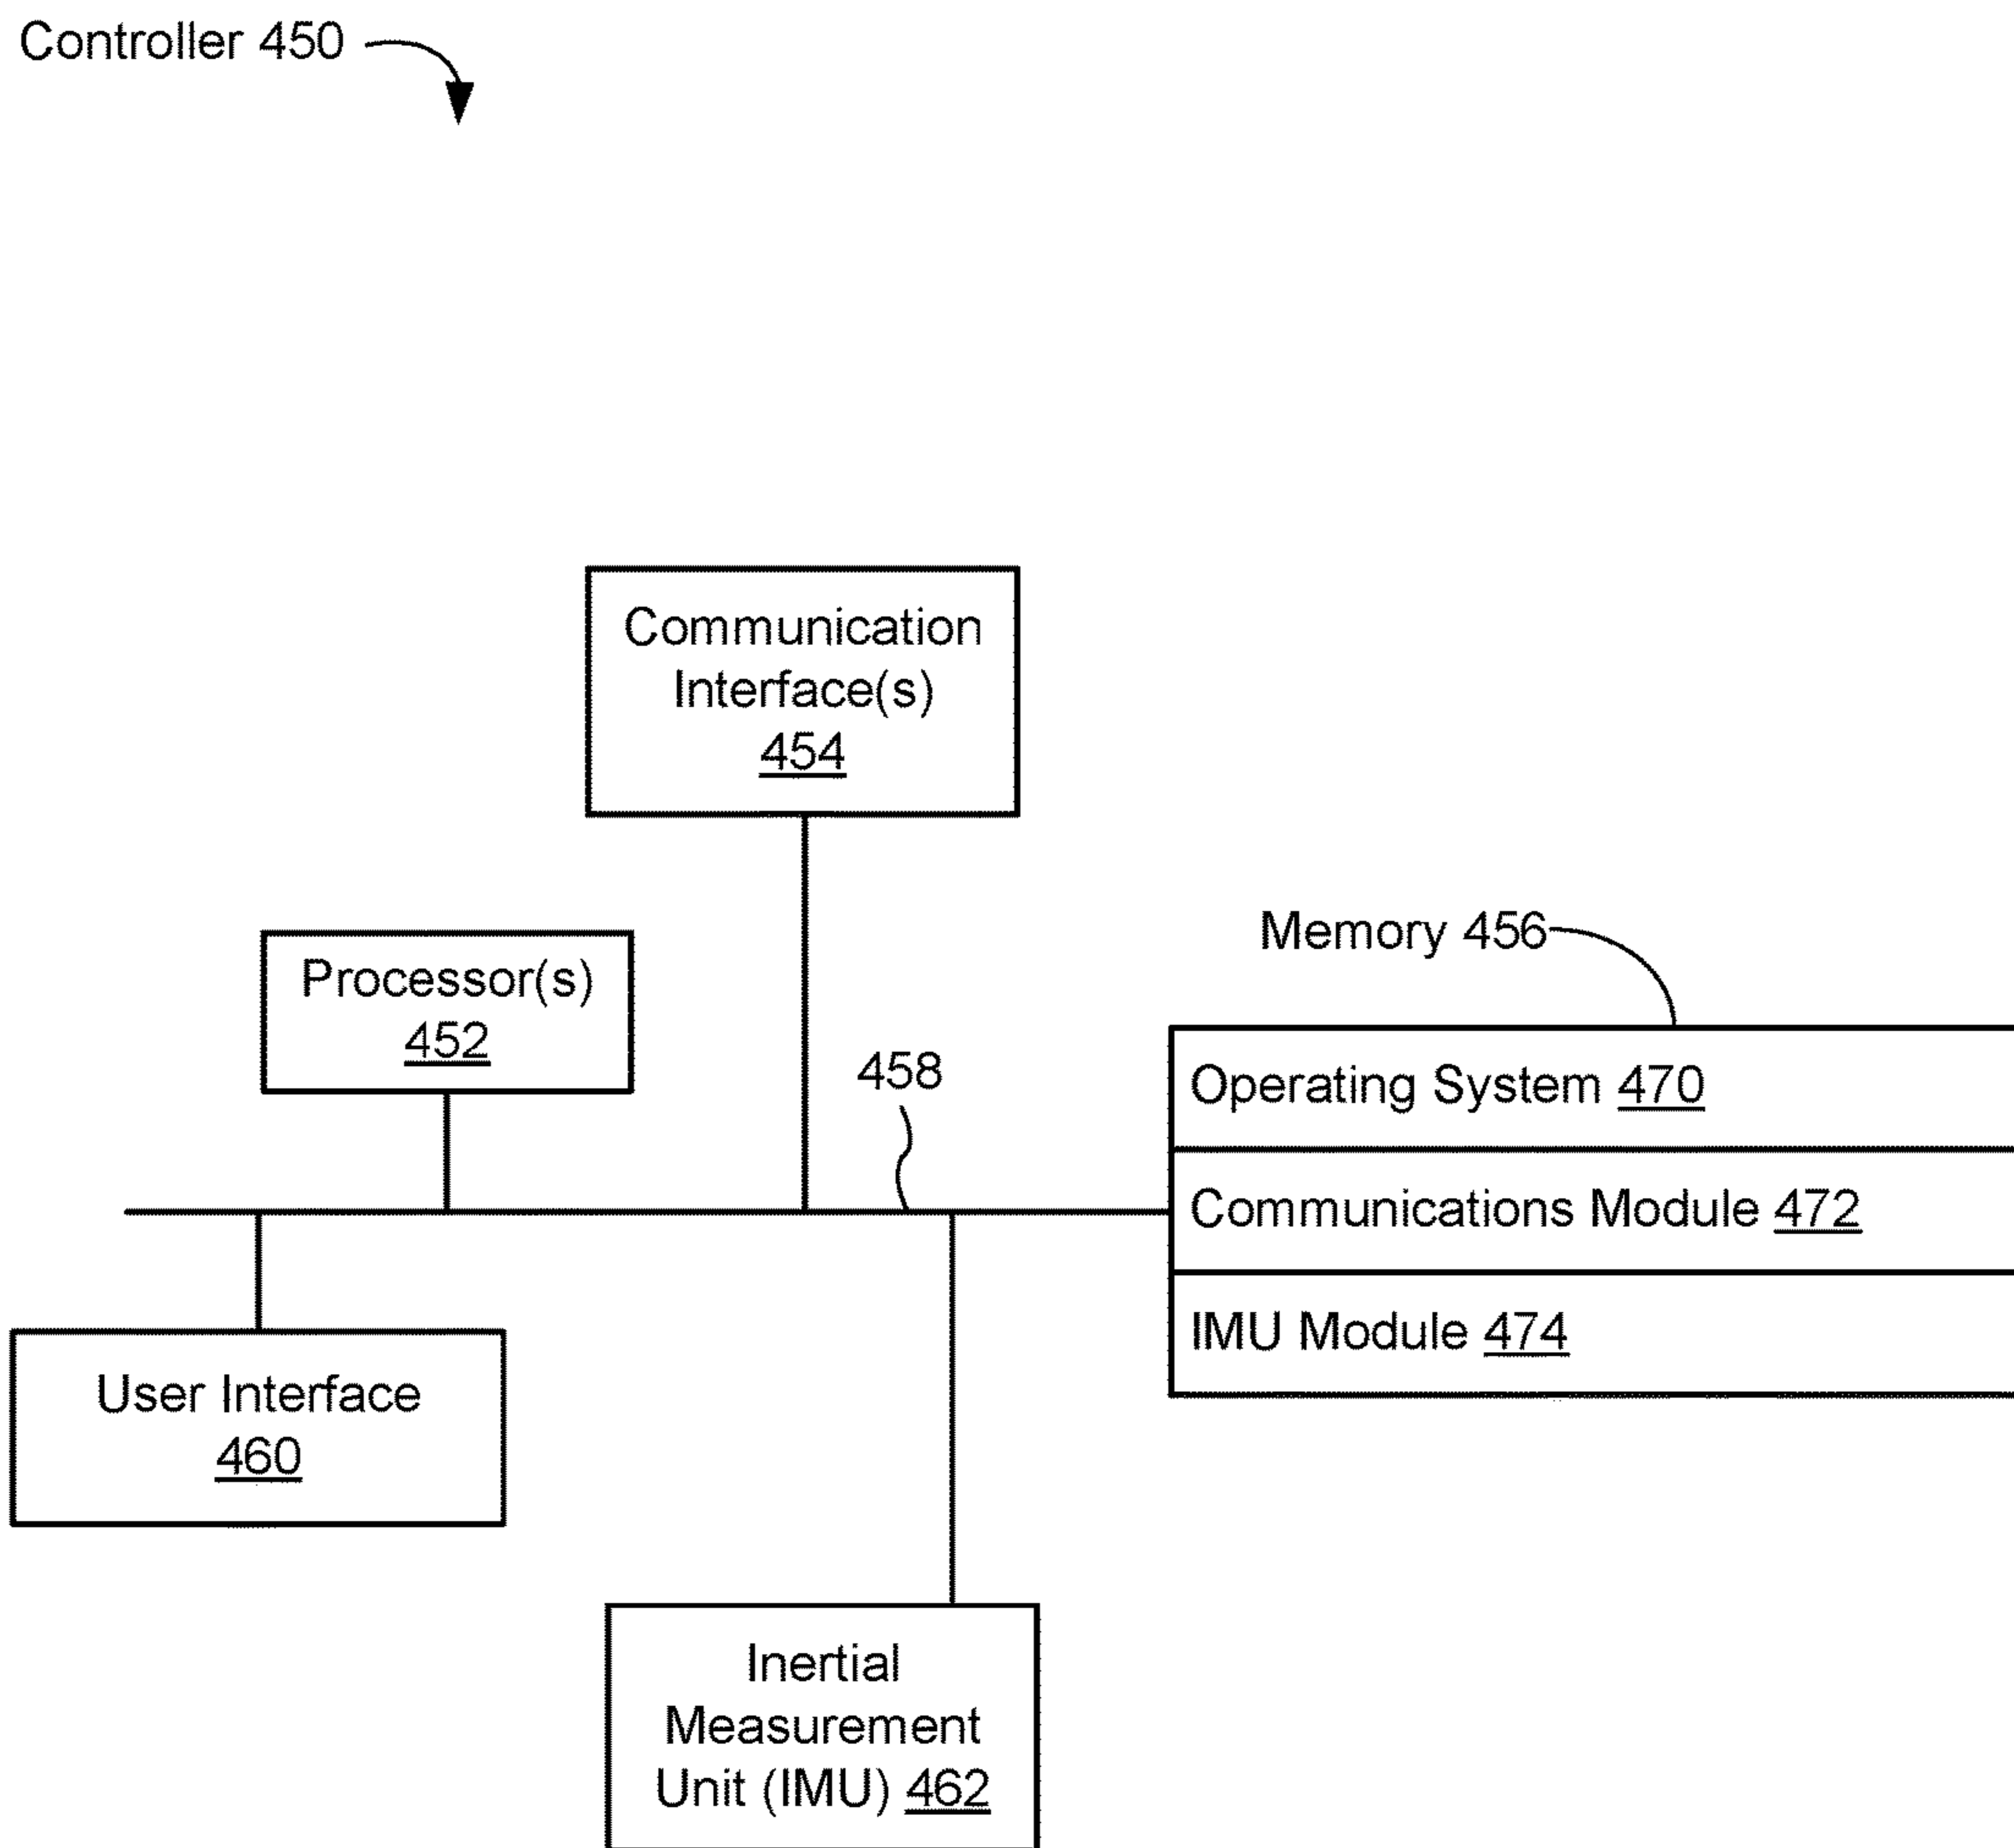 Controller 450
Communication
Interface(s)
454
Memory 456
Processor(s)
452
458
Operating System 470
Communications Module 472
IMU Module 474
User Interface
460
Inertial
Measurement
Unit (IMU) 462